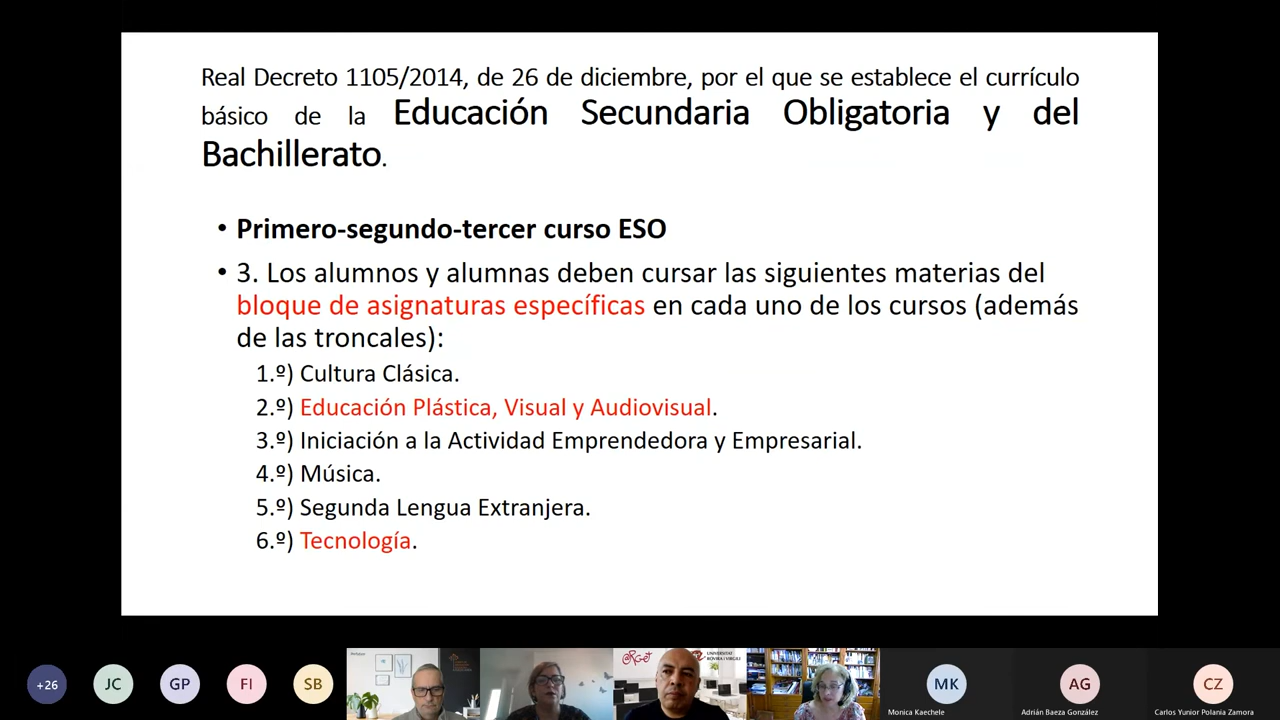 Real Decreto 1105/2014, de 26 de diciembre, por el que se establece el currículo
básico de la Educación Secundaria Obligatoria y del
Bachillerato.
• Primero-segundo-tercer curso ESO
• 3. Los alumnos y alumnas deben cursar las siguientes materias del
bloque de asignaturas específicas en cada uno de los cursos (además
de las troncales):
1.º) Cultura Clásica.
2.º) Educación Plástica, Visual y Audiovisual.
3.º) Iniciación a la Actividad Emprendedora y Empresarial.
4.º) Música.
5.º) Segunda Lengua Extranjera.
6.º) Tecnología.
+26
JC
GP
FI
SB
@RGET
UNIVERSITAT
ROVIRA I VIRGILI
MK
Monica Kaechele
AG
Adrián Baeza González
CZ
Carlos Yunior Polania Zamora